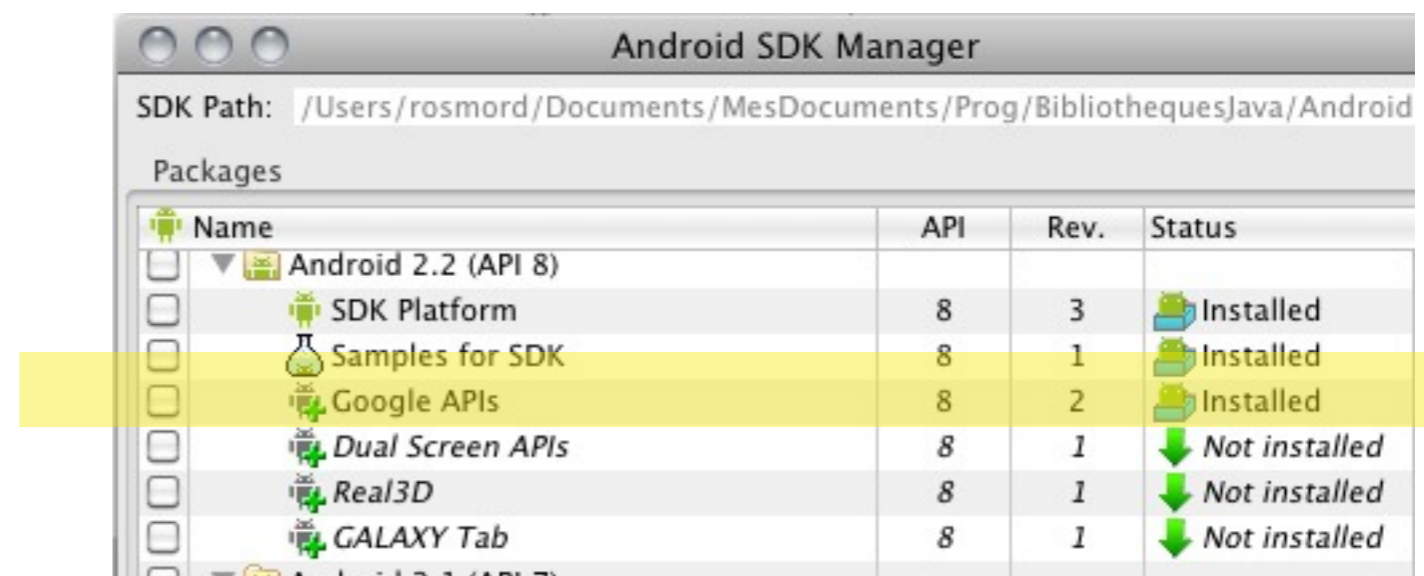 Android SDK Manager
SDK Path: /Users/rosmord/Documents/MesDocuments/Prog/BibliothequesJava/Android
Packages
Name API Rev. Status
Android 2.2 (API 8)
SDK Platform 8 3 Installed
Samples for SDK 8 1 Installed
Google APIs 8 2 Installed
Dual Screen APIs 8 1 Not installed
Real3D 8 1 Not installed
GALAXY Tab 8 1 Not installed